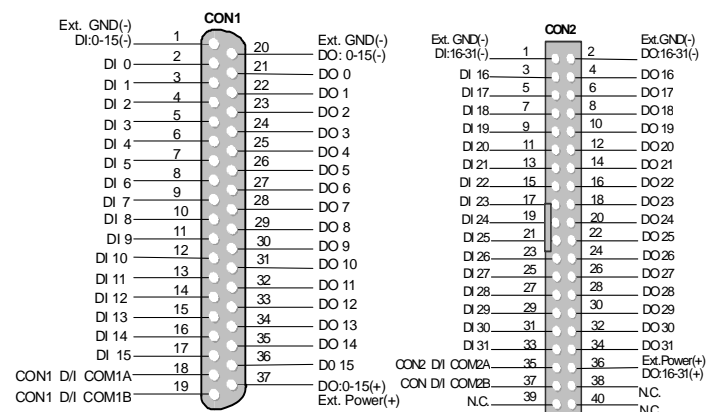 CON1
Ext. GND(-)
DI:0-15(-) 1
DI 0 2
DI 1 3
DI 2 4
DI 3 5
DI 4 6
DI 5 7
DI 6 8
DI 7 9
DI 8 10
DI 9 11
DI 10 12
DI 11 13
DI 12 14
DI 13 15
DI 14 16
DI 15 17
CON1 D/I COM1A 18
CON1 D/I COM1B 19
Ext. GND(-)
20 DO: 0-15(-)
21 DO 0
22 DO 1
23 DO 2
24 DO 3
25 DO 4
26 DO 5
27 DO 6
28 DO 7
29 DO 8
30 DO 9
31 DO 10
32 DO 11
33 DO 12
34 DO 13
35 DO 14
36 D0 15
37 DO:0-15(+)
Ext. Power(+)
CON2
Ext. GND(-)
DI:16-31(-) 1
DI 16 3
DI 17 5
DI 18 7
DI 19 9
DI 20 11
DI 21 13
DI 22 15
DI 23 17
DI 24 19
DI 25 21
DI 26 23
DI 27 25
DI 28 27
DI 29 29
DI 30 31
DI 31 33
CON2 D/I COM2A 35
CON D/I COM2B 37
N.C. 39
Ext.GND(-)
2 DO:16-31(-)
4 DO 16
6 DO 17
8 DO 18
10 DO 19
12 DO 20
14 DO 21
16 DO 22
18 DO 23
20 DO 24
22 DO 25
24 DO 26
26 DO 27
28 DO 28
30 DO 29
32 DO 30
34 DO 31
36 Ext.Power(+)
DO:16-31(+)
38 N.C.
40 N.C.